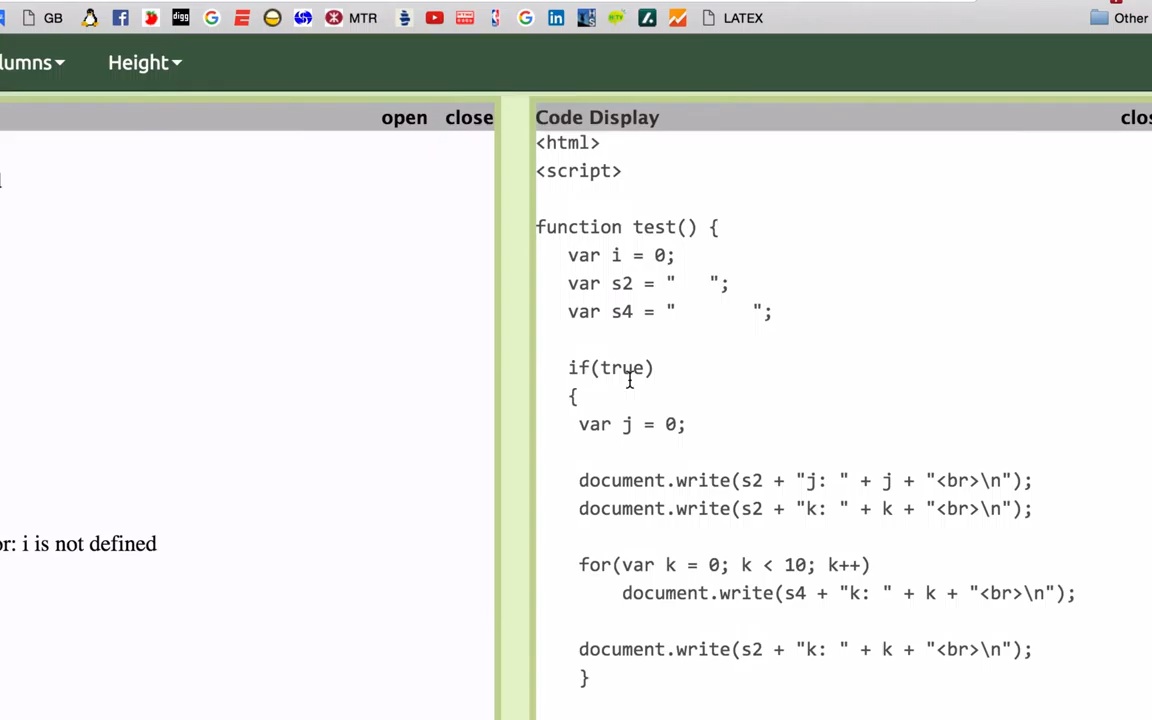 GB
MTR
LATEX
Other
lumns
Height
open close
Code Display
clos
<html>
<script>
function test() {
var i = 0;
var s2 = "   ";
var s4 = "       ";
if(true)
{
var j = 0;
document.write(s2 + "j: " + j + "<br>\n");
document.write(s2 + "k: " + k + "<br>\n");
for(var k = 0; k < 10; k++)
document.write(s4 + "k: " + k + "<br>\n");
document.write(s2 + "k: " + k + "<br>\n");
}
or: i is not defined